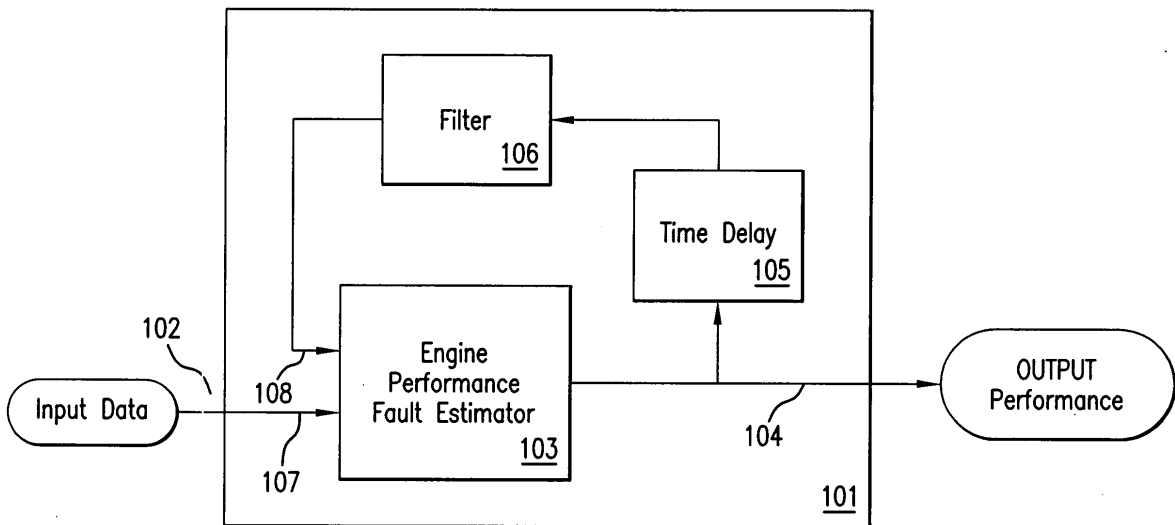 Filter
106
Time Delay
105
102
Input Data
108
107
Engine
Performance
Fault Estimator
103
104
OUTPUT
Performance
101